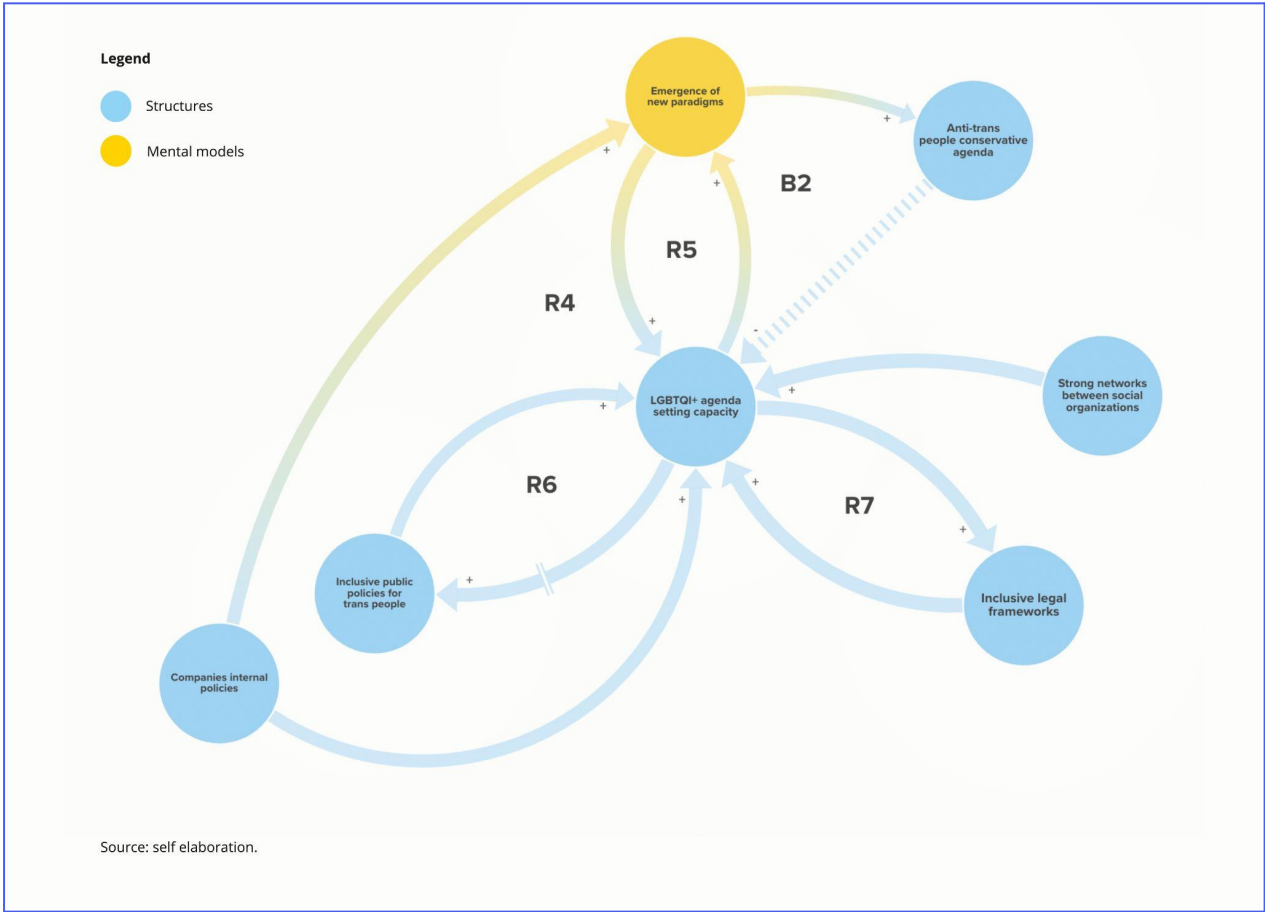 Legend
Structures
Mental models
Emergence of
new paradigms
+
Anti-trans
people conservative
agenda
+
+
B2
R5
R4
+
-
Strong networks
between social
organizations
+
LGBTQI+ agenda
setting capacity
+
R6
+
+
R7
+
Inclusive public
policies for
trans people
+
Inclusive legal
frameworks
Companies internal
policies
Source: self elaboration.